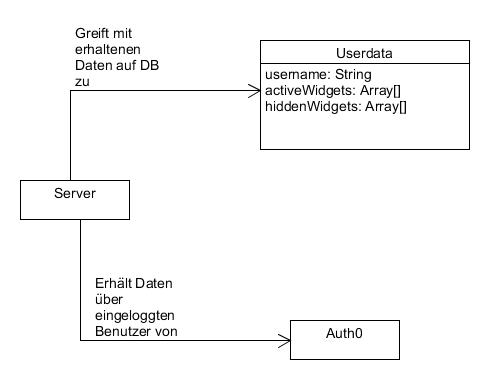 Greift mit
erhaltenen
Daten auf DB
zu
Userdata
username: String
activeWidgets: Array[]
hiddenWidgets: Array[]
Server
Erhält Daten
über
eingeloggten
Benutzer von
Auth0